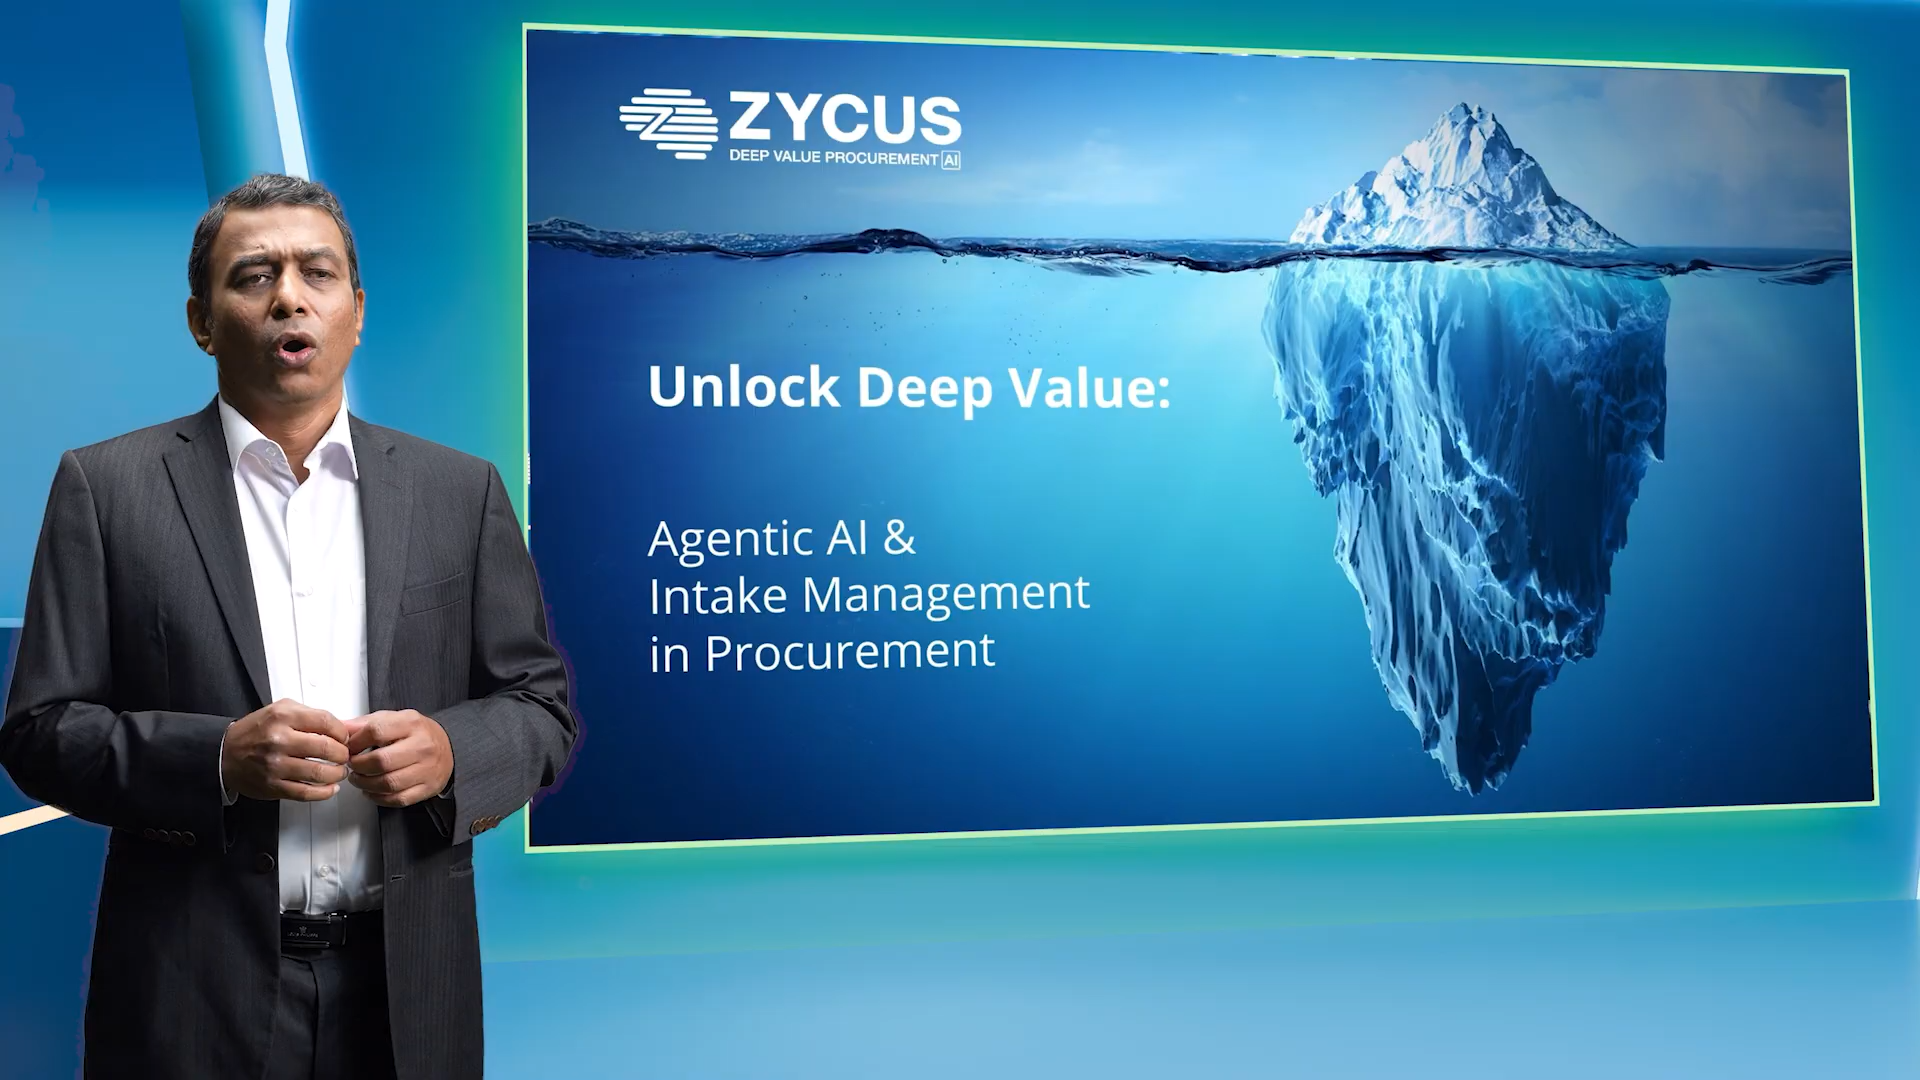 ZYCUS
DEEP VALUE PROCUREMENT AI
Unlock Deep Value:
Agentic AI &
Intake Management
in Procurement